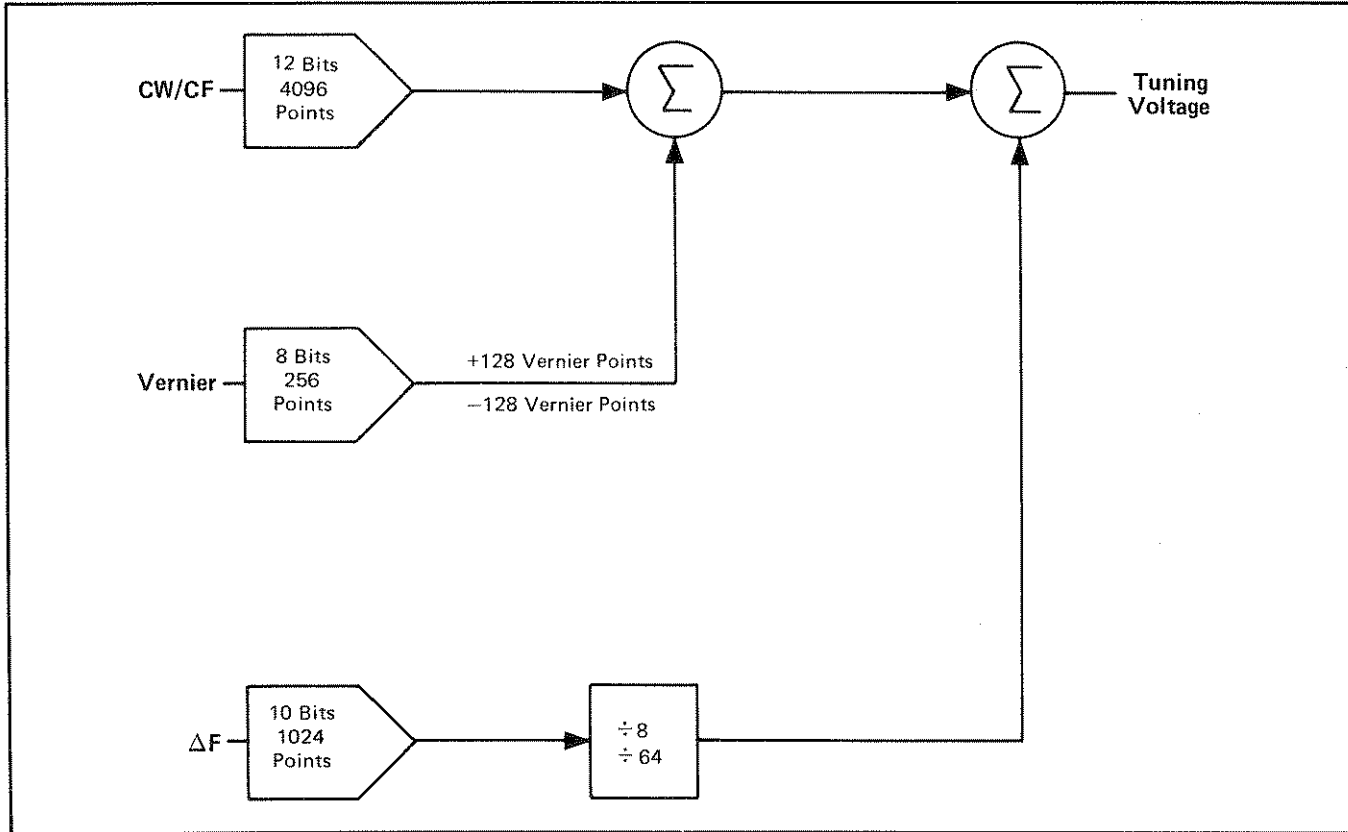 CW/CF
12 Bits
4096
Points
Σ
Σ
Tuning
Voltage
Vernier
8 Bits
256
Points
+128 Vernier Points
−128 Vernier Points
ΔF
10 Bits
1024
Points
÷8
÷64